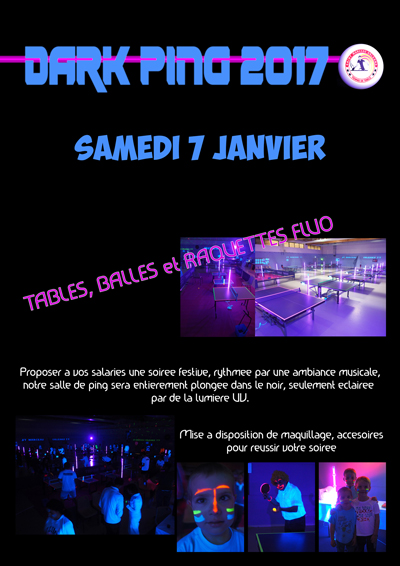 DARK PING 2017
SAMEDI 7 JANVIER
TABLES, BALLES et RAQUETTES FLUO
Proposer a vos salaries une soiree festive, rythmee par une ambiance musicale,
notre salle de ping sera entierement plongee dans le noir, seulement eclairee
par de la lumiere UV.
Mise a disposition de maquillage, accesoires
pour reussir votre soiree